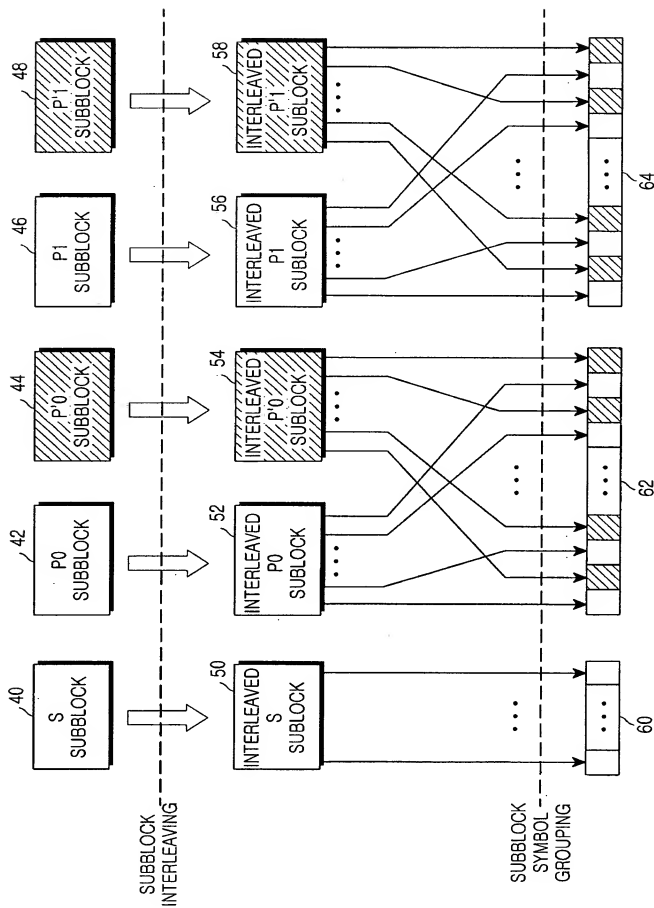 40
S
SUBBLOCK
42
P0
SUBBLOCK
44
P'0
SUBBLOCK
46
P1
SUBBLOCK
48
P'1
SUBBLOCK
SUBBLOCK
INTERLEAVING
50
INTERLEAVED
S
SUBLOCK
52
INTERLEAVED
P0
SUBLOCK
54
INTERLEAVED
P'0
SUBLOCK
56
INTERLEAVED
P1
SUBLOCK
58
INTERLEAVED
P'1
SUBLOCK
SUBBLOCK
SYMBOL
GROUPING
60
62
64